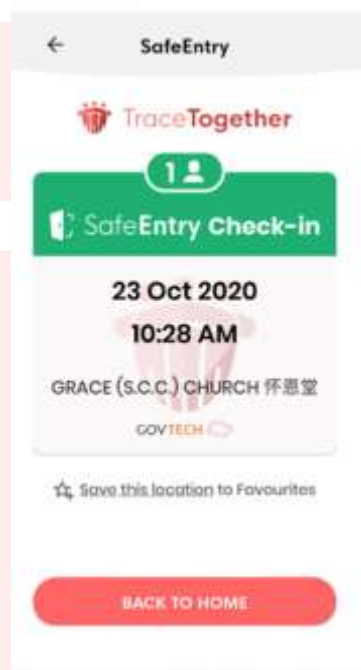 SafeEntry
TraceTogether
1
SafeEntry Check-in
23 Oct 2020
10:28 AM
GRACE (S.C.C.) CHURCH 怀恩堂
GOVTECH
Save this location to Favourites
BACK TO HOME